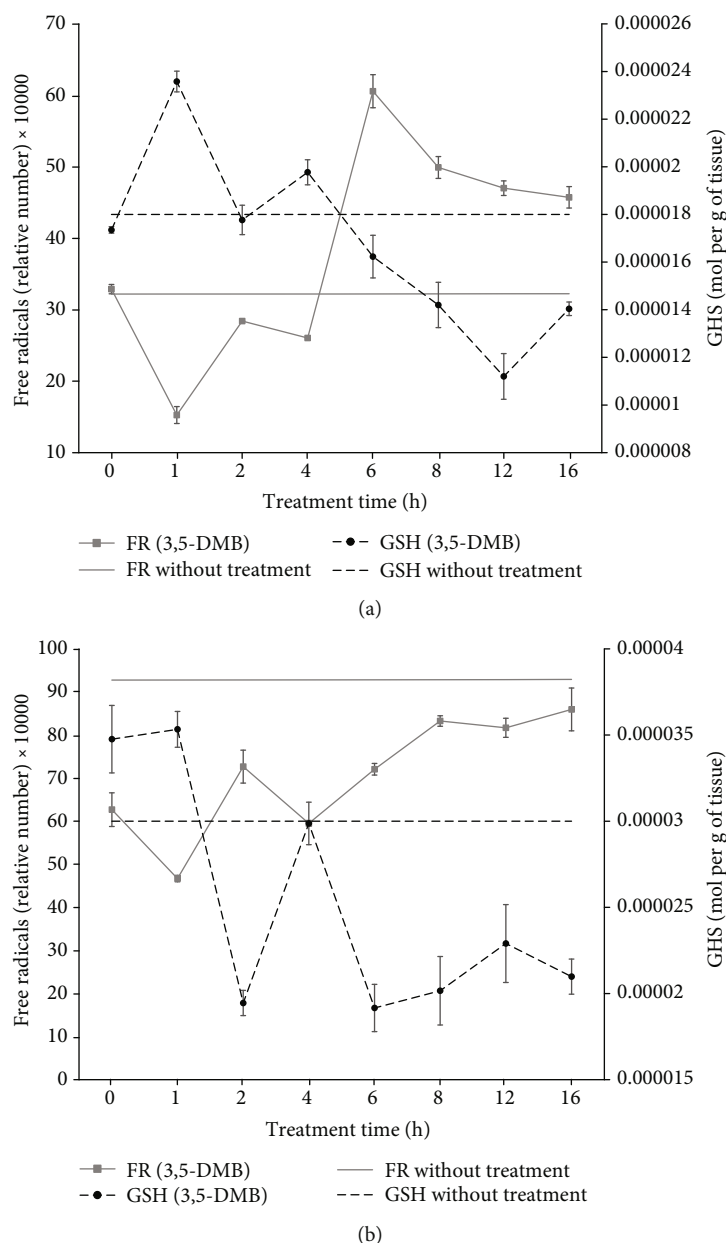 70
60
50
40
30
20
10
Free radicals (relative number) × 10000
0.000026
0.000024
0.000022
0.00002
0.000018
0.000016
0.000014
0.000012
0.00001
0.000008
GHS (mol per g of tissue)
0 1 2 4 6 8 12 16
Treatment time (h)
FR (3,5-DMB) GSH (3,5-DMB)
FR without treatment GSH without treatment
(a)
100
90
80
70
60
50
40
30
20
10
0
Free radicals (relative number) × 10000
0.00004
0.000035
0.00003
0.000025
0.00002
0.000015
GHS (mol per g of tissue)
0 1 2 4 6 8 12 16
Treatment time (h)
FR (3,5-DMB) FR without treatment
GSH (3,5-DMB) GSH without treatment
(b)